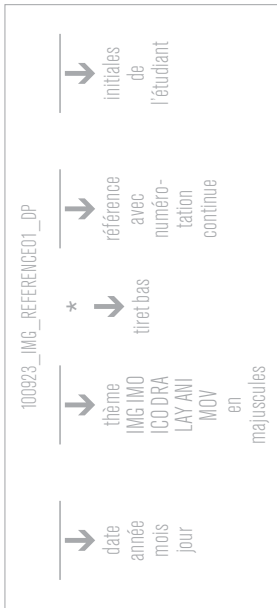 100923_IMG_REFERENCE01_DP
*
date
année
mois
jour
thème
IMG IMO
ICO DRA
LAY ANI
MOV
en
majuscules
tiret bas
référence
avec
numéro-
tation
continue
initiales
de
l'étudiant